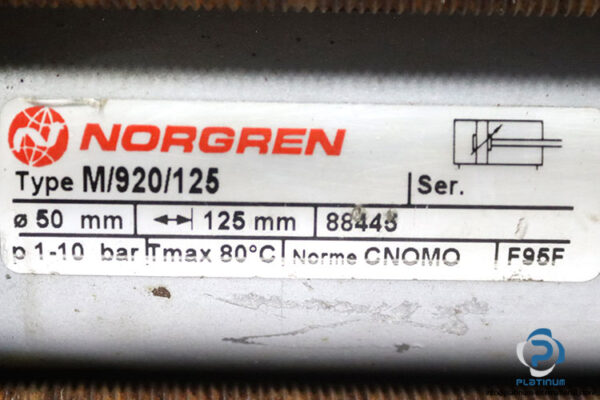 NORGREN
Type M/920/125 Ser.
ø 50 mm 125 mm 88445
p 1-10 bar Tmax 80°C Norme CNOMO F95F
PLATINUM